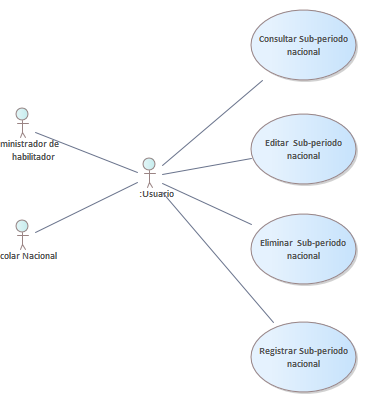 Consultar Sub-periodo
nacional
Editar Sub-periodo
nacional
ministrador de
habilitador
:Usuario
Eliminar Sub-periodo
nacional
colar Nacional
Registrar Sub-periodo
nacional